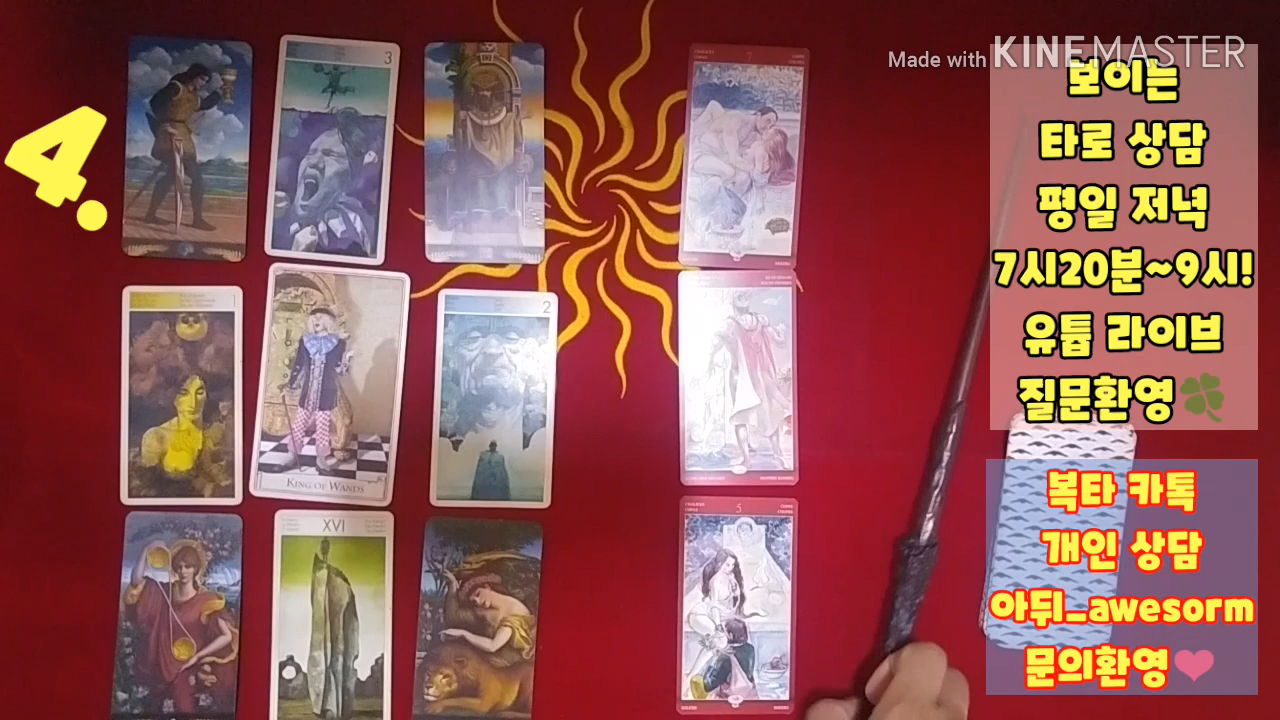 Made with KINEMASTER
4.
보이는
타로 상담
평일 저녁
7시20분~9시!
유튭 라이브
질문환영🍀
복타 카톡
개인 상담
아뒤_awesorm
문의환영❤
3
7
1
KING OF WANDS
2
XVI
5